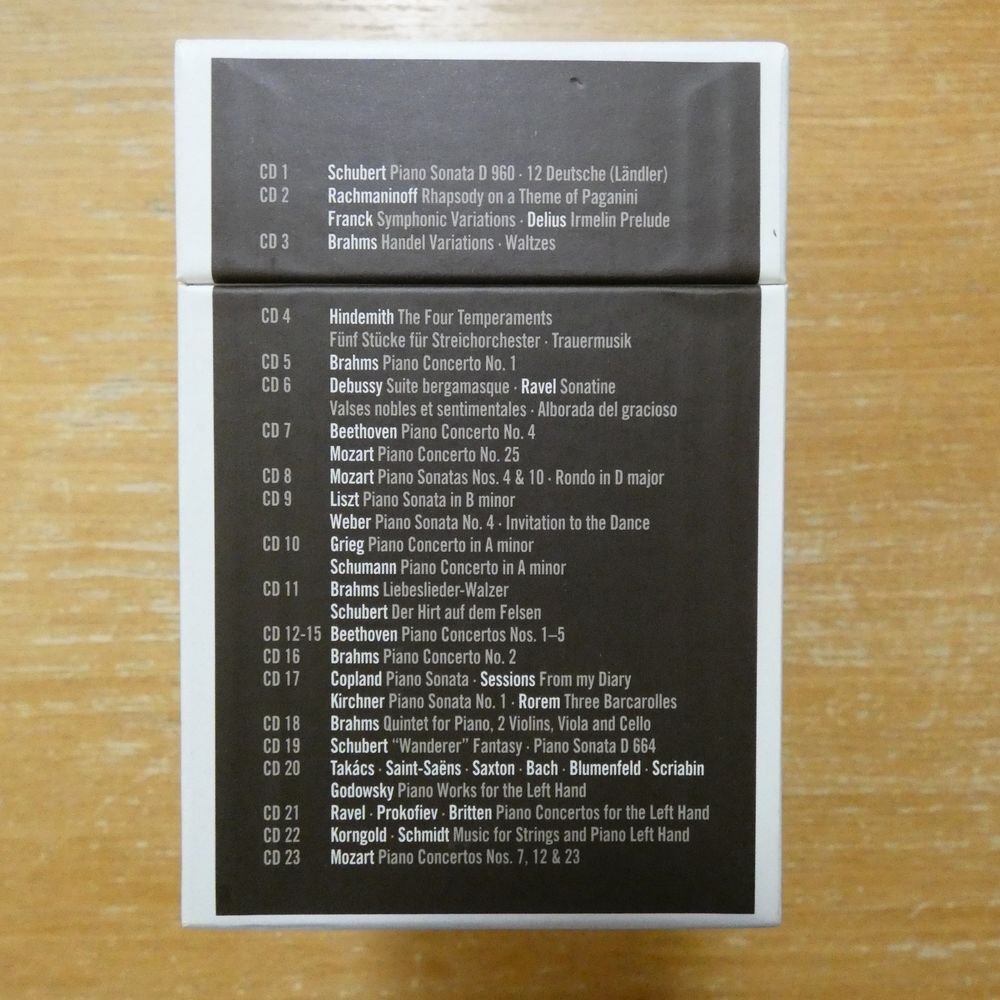 CD 1 Schubert Piano Sonata D 960 · 12 Deutsche (Ländler)
CD 2 Rachmaninoff Rhapsody on a Theme of Paganini
Franck Symphonic Variations · Delius Irmelin Prelude
CD 3 Brahms Handel Variations · Waltzes
CD 4 Hindemith The Four Temperaments
Fünf Stücke für Streichorchester · Trauermusik
CD 5 Brahms Piano Concerto No. 1
CD 6 Debussy Suite bergamasque · Ravel Sonatine
Valses nobles et sentimentales · Alborada del gracioso
CD 7 Beethoven Piano Concerto No. 4
Mozart Piano Concerto No. 25
CD 8 Mozart Piano Sonatas Nos. 4 & 10 · Rondo in D major
CD 9 Liszt Piano Sonata in B minor
Weber Piano Sonata No. 4 · Invitation to the Dance
CD 10 Grieg Piano Concerto in A minor
Schumann Piano Concerto in A minor
CD 11 Brahms Liebeslieder-Walzer
Schubert Der Hirt auf dem Felsen
CD 12-15 Beethoven Piano Concertos Nos. 1–5
CD 16 Brahms Piano Concerto No. 2
CD 17 Copland Piano Sonata · Sessions From my Diary
Kirchner Piano Sonata No. 1 · Rorem Three Barcarolles
CD 18 Brahms Quintet for Piano, 2 Violins, Viola and Cello
CD 19 Schubert “Wanderer” Fantasy · Piano Sonata D 664
CD 20 Takács · Saint-Saëns · Saxton · Bach · Blumenfeld · Scriabin
Godowsky Piano Works for the Left Hand
CD 21 Ravel · Prokofiev · Britten Piano Concertos for the Left Hand
CD 22 Korngold · Schmidt Music for Strings and Piano Left Hand
CD 23 Mozart Piano Concertos Nos. 7, 12 & 23